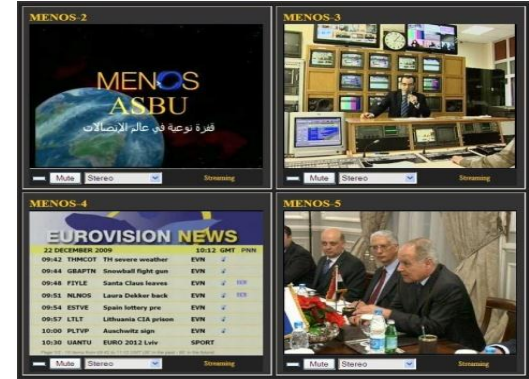 MENOS-2
MENOS
ASBU
قفزة نوعية في عالم الإتصالات
Mute Stereo Streaming
MENOS-3
Mute Stereo Streaming
MENOS-4
EUROVISION NEWS
22 DECEMBER 2009 10:12 GMT PNN
09:42 THMCOT TH severe weather EVN
09:44 GBAPTN Snowball fight gun EVN
09:48 FIYLE Santa Claus leaves EVN
09:51 NLNOS Laura Dekker back EVN
09:54 ESTVE Spain lottery pre EVN
09:57 LTLT Lithuania CIA prison EVN
10:00 PLTVP Auschwitz sign EVN
10:30 UANTU EURO 2012 Lviv SPORT
Mute Stereo Streaming
MENOS-5
Mute Stereo Streaming